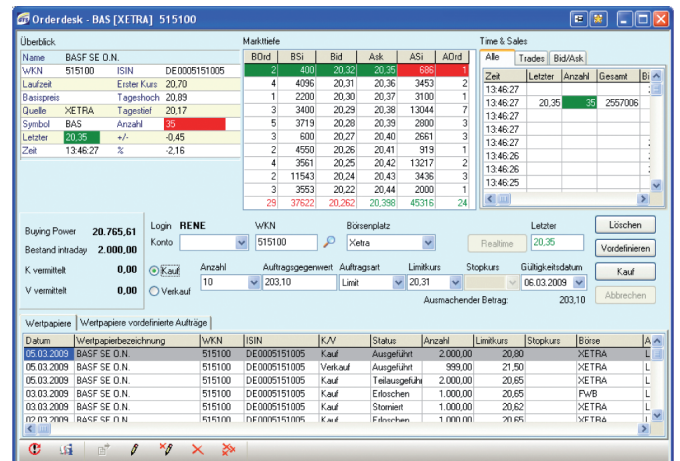 Orderdesk - BAS [XETRA] 515100
Überblick
Name BASF SE O.N.
WKN 515100 ISIN DE0005151005
Laufzeit Erster Kurs 20,70
Basispreis Tageshoch 20,89
Quelle XETRA Tagestief 20,17
Symbol BAS Anzahl 35
Letzter 20,35 +/- -0,45
Zeit 13:46:27 % -2,16
Markttiefe
BOrd BSi Bid Ask ASi AOrd
2 400 20,32 20,35 686 1
4 4096 20,31 20,36 3453 2
1 2200 20,30 20,37 3100 1
3 3400 20,29 20,38 13044 7
5 3719 20,28 20,39 2800 3
3 600 20,27 20,40 2661 3
2 4550 20,26 20,41 919 1
4 3561 20,25 20,42 13217 2
2 11543 20,24 20,43 3436 3
3 3553 20,22 20,44 2000 1
29 37622 20,262 20,398 45316 24
Time & Sales
Alle Trades Bid/Ask
Zeit Letzter Anzahl Gesamt
13:46:27
13:46:27 20,35 35 2557006
13:46:27
13:46:27
13:46:27
13:46:26
13:46:26
13:46:25
Buying Power 20.765,61
Bestand intraday 2.000,00
K vermittelt 0,00
V vermittelt 0,00
Login RENE WKN Börsenplatz Letzter Löschen
Konto 515100 Xetra Realtime 20,35 Vordefinieren
Kauf Anzahl Auftragsgegenwert Auftragsart Limitkurs Stopkurs Gültigkeitsdatum Kauf
Verkauf 10 203,10 Limit 20,31 06.03.2009
Ausmachender Betrag: 203,10 Abbrechen
Wertpapiere Wertpapiere vordefinierte Aufträge
Datum Wertpapierbezeichnung WKN ISIN K/V Status Anzahl Limitkurs Stopkurs Börse A
05.03.2009 BASF SE O.N. 515100 DE0005151005 Kauf Ausgeführt 2.000,00 20,80 XETRA L
05.03.2009 BASF SE O.N. 515100 DE0005151005 Verkauf Ausgeführt 999,00 21,50 XETRA L
05.03.2009 BASF SE O.N. 515100 DE0005151005 Kauf Teilausgeführ 2.000,00 20,65 XETRA L
03.03.2009 BASF SE O.N. 515100 DE0005151005 Kauf Erloschen 1.000,00 20,65 FWB L
03.03.2009 BASF SE O.N. 515100 DE0005151005 Kauf Storniert 1.000,00 20,62 XETRA L
02.03.2009 BASF SE O.N. 515100 DE0005151005 Kauf Erloschen 1.000,00 20,65 XETRA L